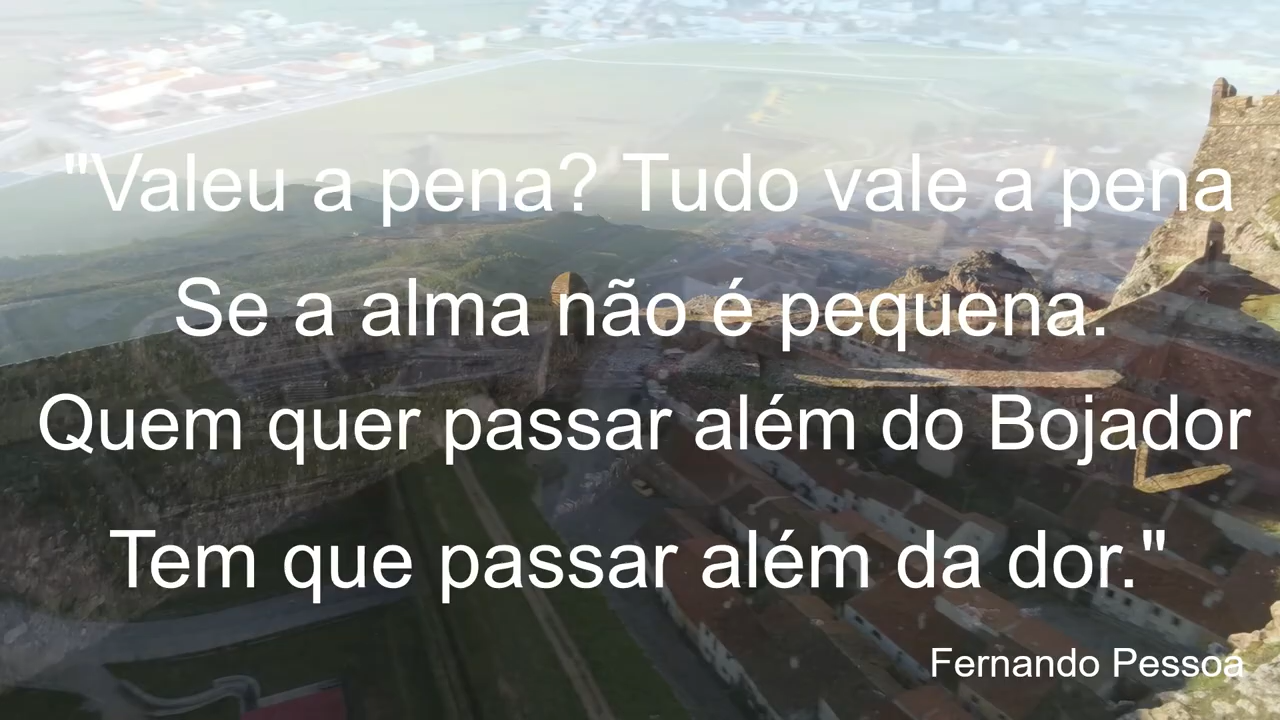 "Valeu a pena? Tudo vale a pena
Se a alma não é pequena.
Quem quer passar além do Bojador
Tem que passar além da dor."
Fernando Pessoa